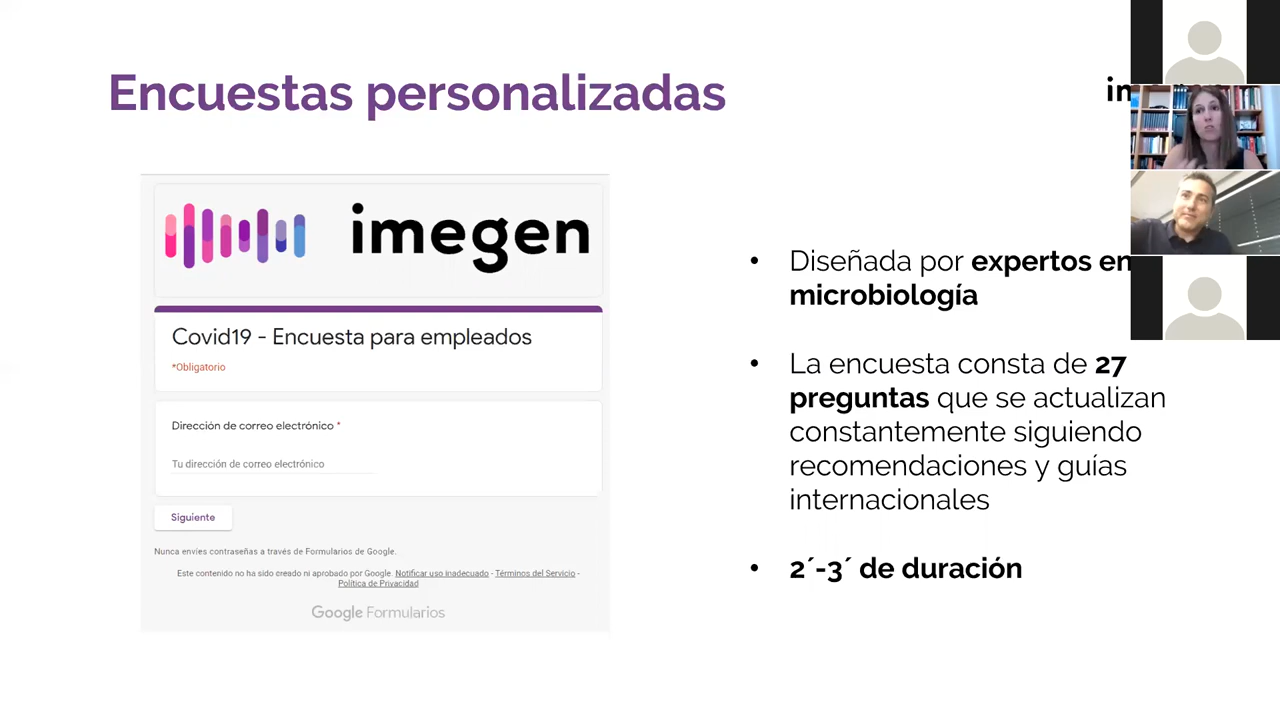 Encuestas personalizadas
imegen
Covid19 - Encuesta para empleados
*Obligatorio
Dirección de correo electrónico *
Tu dirección de correo electrónico
Siguiente
Nunca envíes contraseñas a través de Formularios de Google.
Este contenido no ha sido creado ni aprobado por Google. Notificar uso inadecuado - Términos del Servicio -
Política de Privacidad
Google Formularios
• Diseñada por expertos en
microbiología
• La encuesta consta de 27
preguntas que se actualizan
constantemente siguiendo
recomendaciones y guías
internacionales
• 2´-3´ de duración